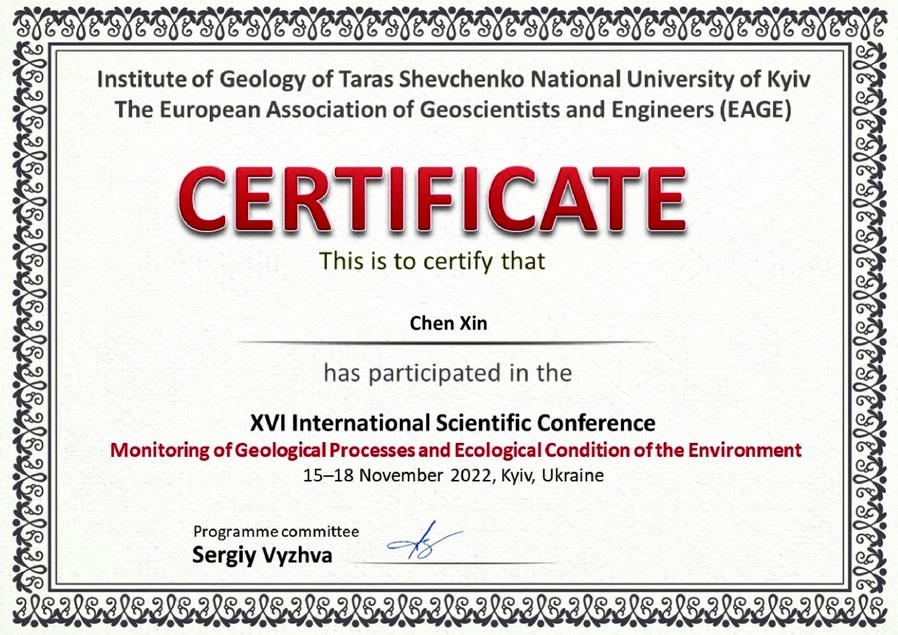 Institute of Geology of Taras Shevchenko National University of Kyiv
The European Association of Geoscientists and Engineers (EAGE)
CERTIFICATE
This is to certify that
Chen Xin
has participated in the
XVI International Scientific Conference
Monitoring of Geological Processes and Ecological Condition of the Environment
15–18 November 2022, Kyiv, Ukraine
Programme committee
Sergiy Vyzhva